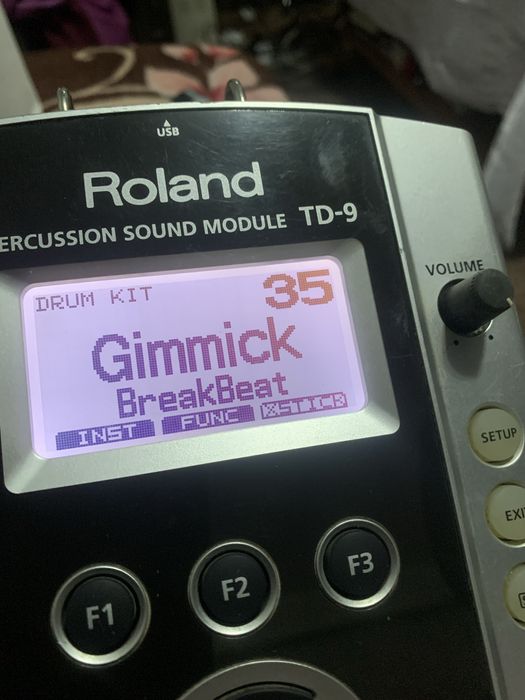 USB
Roland
ERCUSSION SOUND MODULE TD-9
VOLUME
DRUM KIT 35
Gimmick
BreakBeat
INST FUNC XSTICK
SETUP
EXI
F1 F2 F3